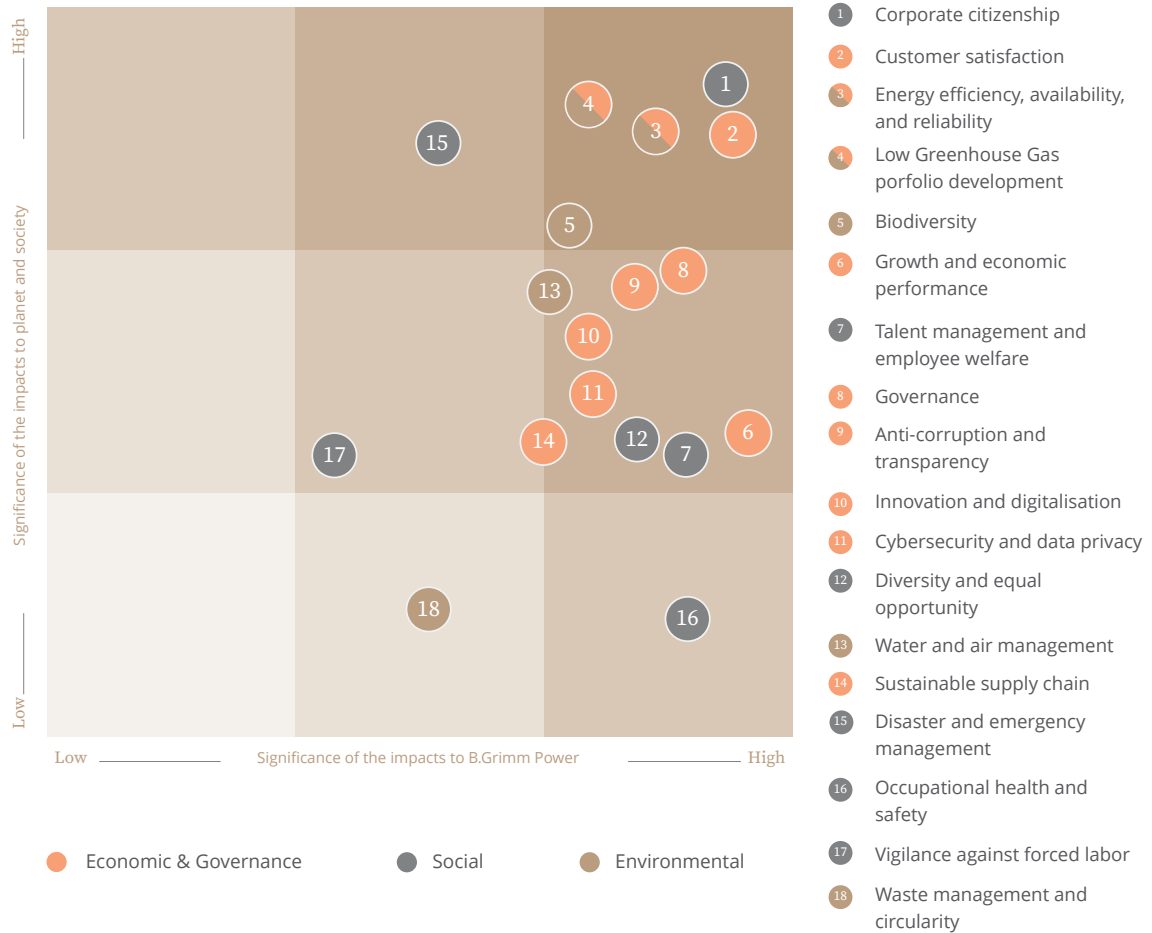 High
Significance of the impacts to planet and society
Low
1
4
3
2
15
5
8
9
13
10
11
6
12
14
7
17
18
16
Low
Significance of the impacts to B.Grimm Power
High
Economic & Governance
Social
Environmental
1 Corporate citizenship
2 Customer satisfaction
3 Energy efficiency, availability,
and reliability
4 Low Greenhouse Gas
porfolio development
5 Biodiversity
6 Growth and economic
performance
7 Talent management and
employee welfare
8 Governance
9 Anti-corruption and
transparency
10 Innovation and digitalisation
11 Cybersecurity and data privacy
12 Diversity and equal
opportunity
13 Water and air management
14 Sustainable supply chain
15 Disaster and emergency
management
16 Occupational health and
safety
17 Vigilance against forced labor
18 Waste management and
circularity